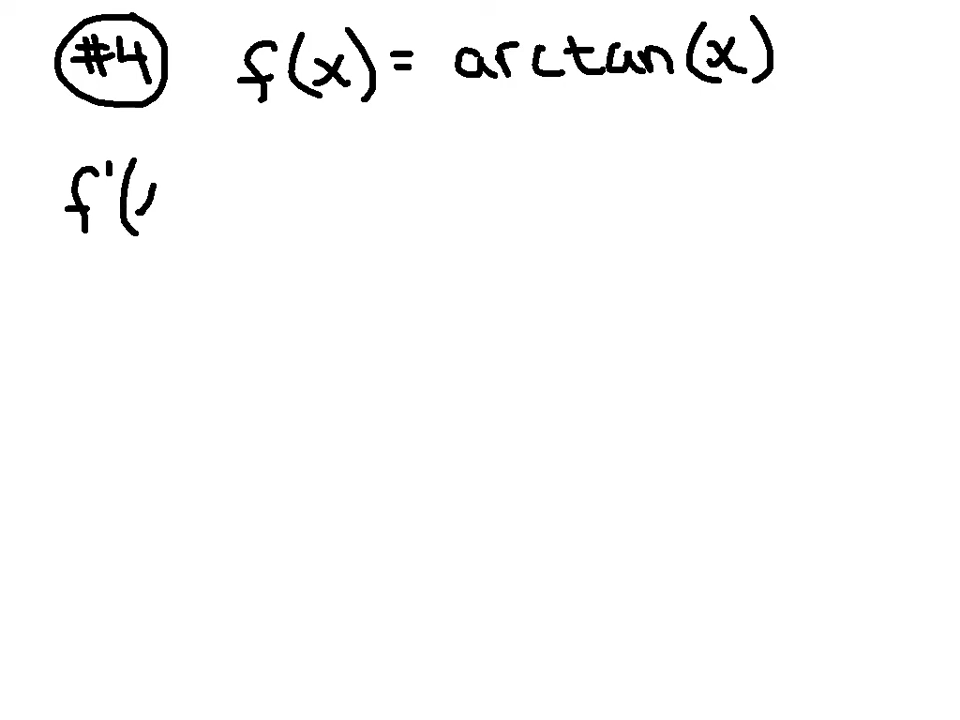 #4 f(x) = arctan(x)
f'(